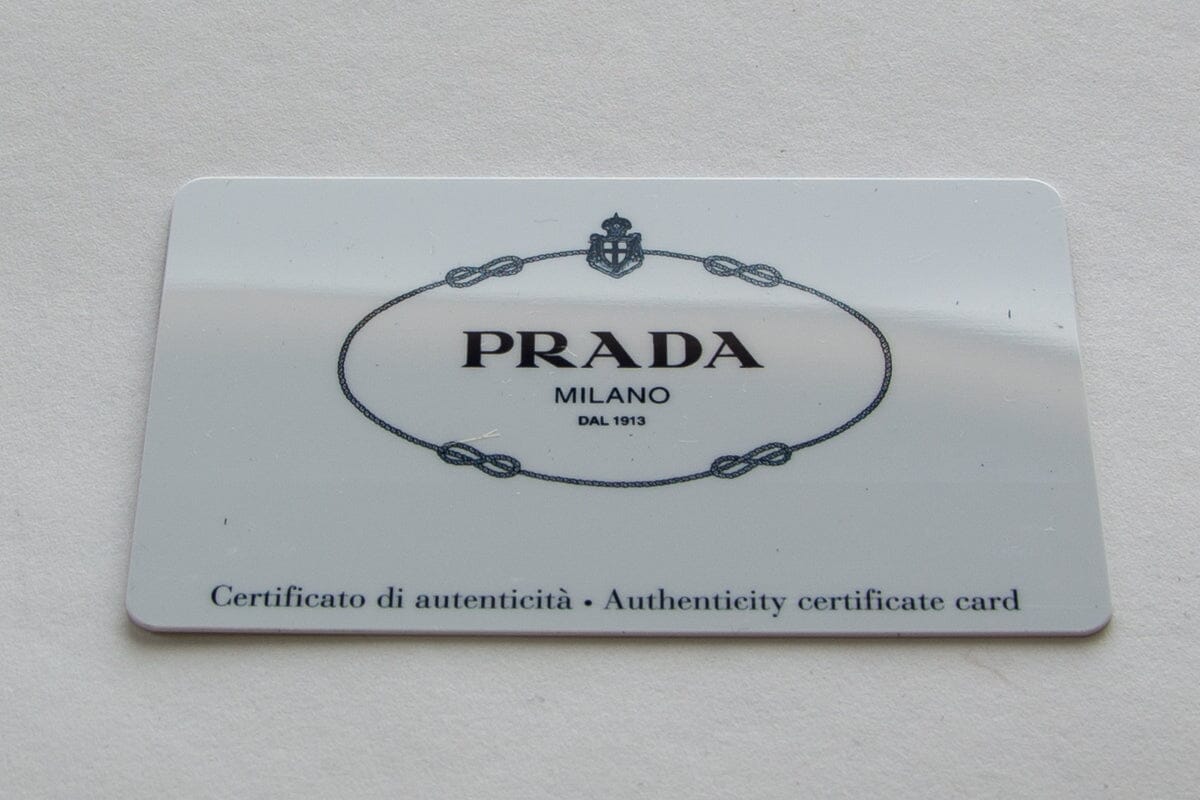 PRADA
MILANO
DAL 1913
Certificato di autenticità • Authenticity certificate card